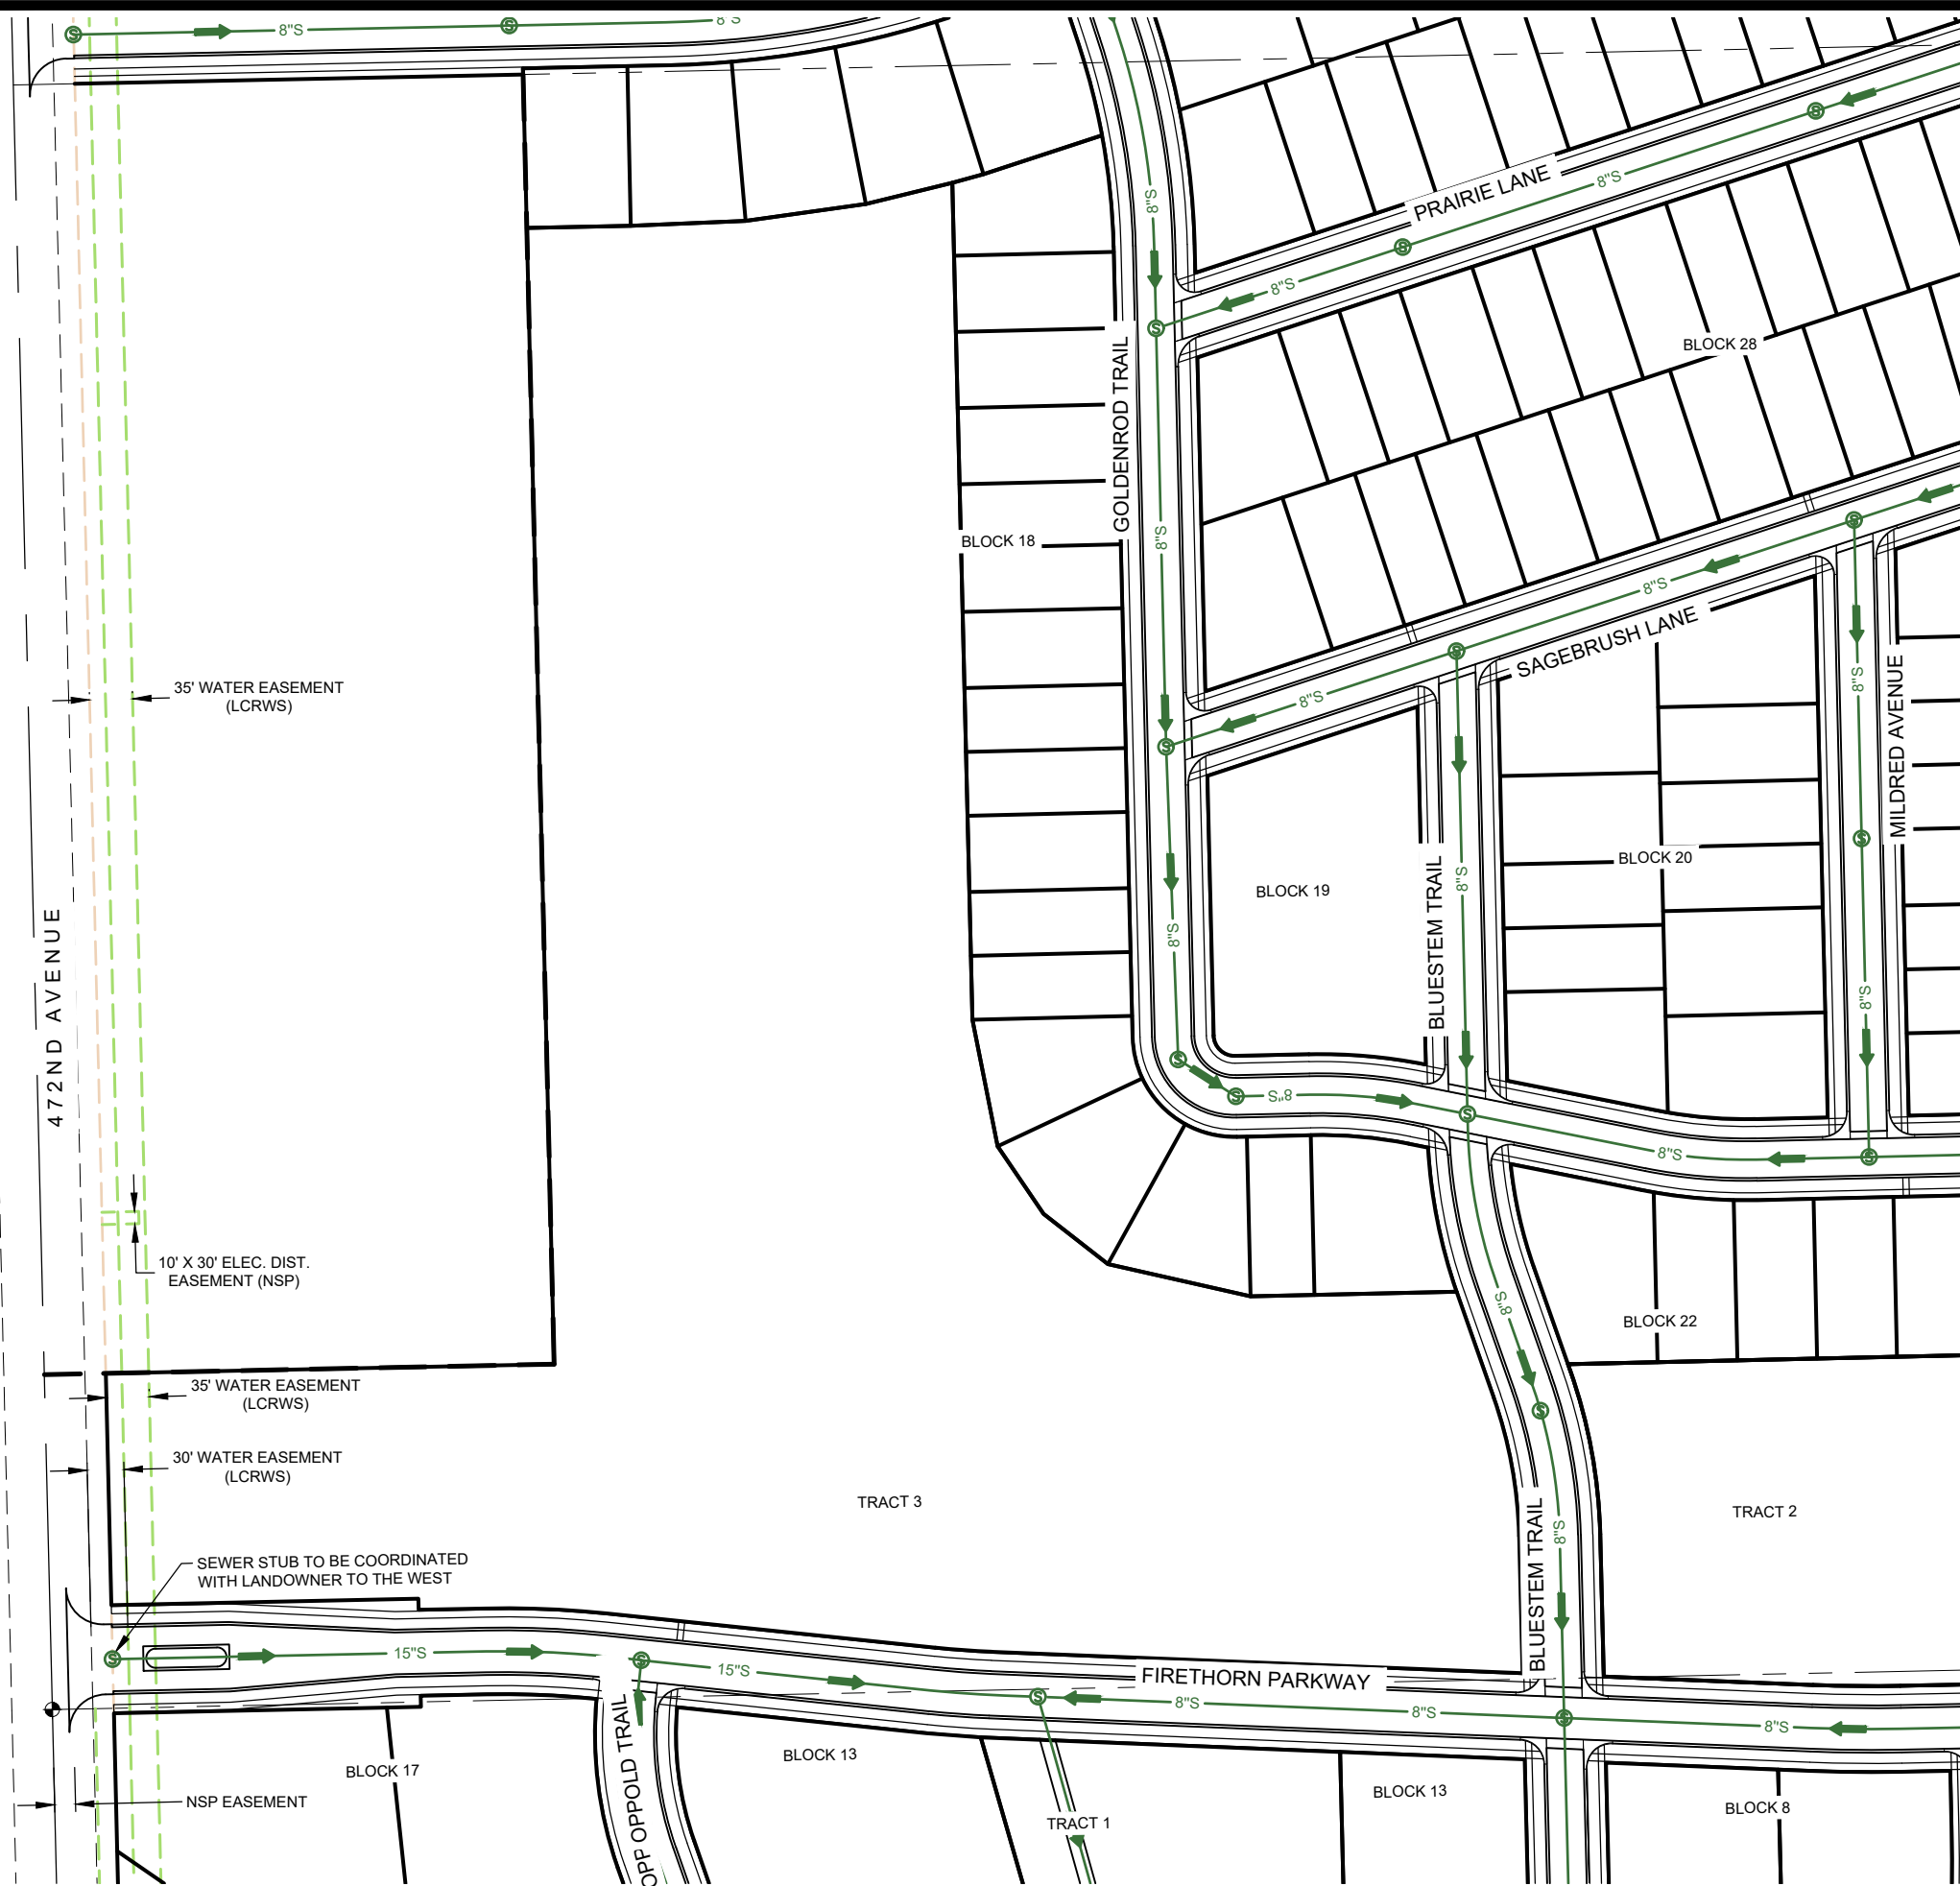 8"S
8"S
8"S
PRAIRIE LANE
8"S
8"S
BLOCK 28
GOLDENROD TRAIL
8"S
BLOCK 18
8"S
SAGEBRUSH LANE
8"S
8"S
MILDRED AVENUE
35' WATER EASEMENT
(LCRWS)
BLOCK 20
BLOCK 19
8"S
BLUESTEM TRAIL
8"S
8"S
472ND AVENUE
8"S
8"S
10' X 30' ELEC. DIST.
EASEMENT (NSP)
8"S
BLOCK 22
35' WATER EASEMENT
(LCRWS)
30' WATER EASEMENT
(LCRWS)
TRACT 3
TRACT 2
8"S
BLUESTEM TRAIL
SEWER STUB TO BE COORDINATED
WITH LANDOWNER TO THE WEST
15"S
15"S
FIRETHORN PARKWAY
8"S
8"S
8"S
OPP OPPOLD TRAIL
BLOCK 17
BLOCK 13
BLOCK 13
BLOCK 8
TRACT 1
NSP EASEMENT